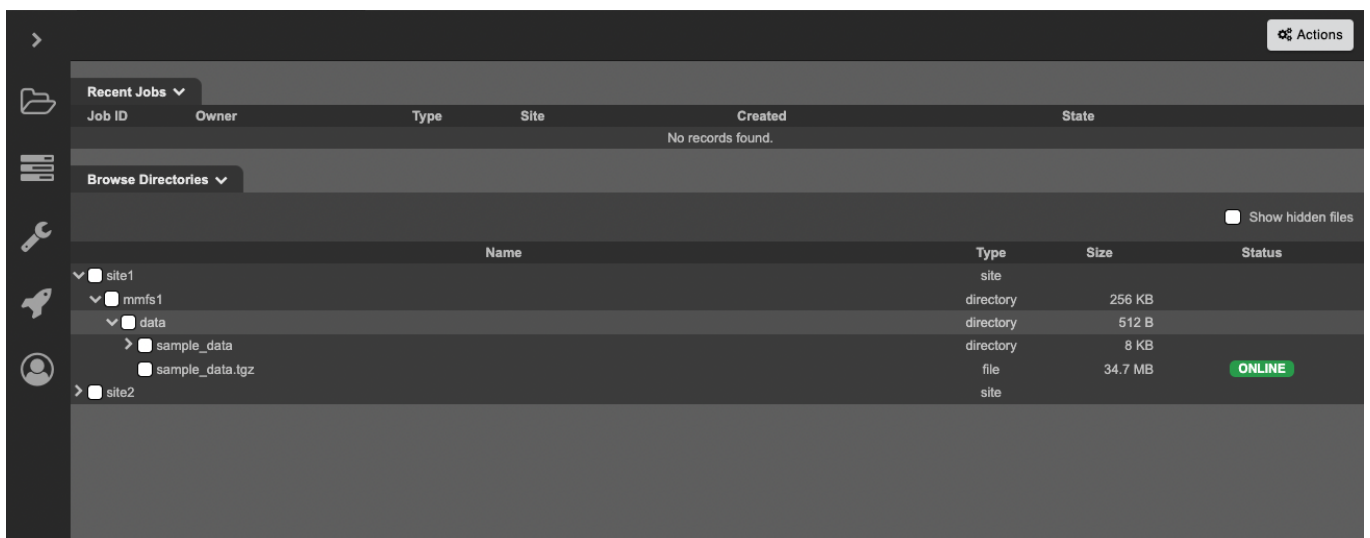 Actions
Recent Jobs
Job ID Owner Type Site Created State
No records found.
Browse Directories
Show hidden files
Name Type Size Status
site1 site
mmfs1 directory 256 KB
data directory 512 B
sample_data directory 8 KB
sample_data.tgz file 34.7 MB ONLINE
site2 site